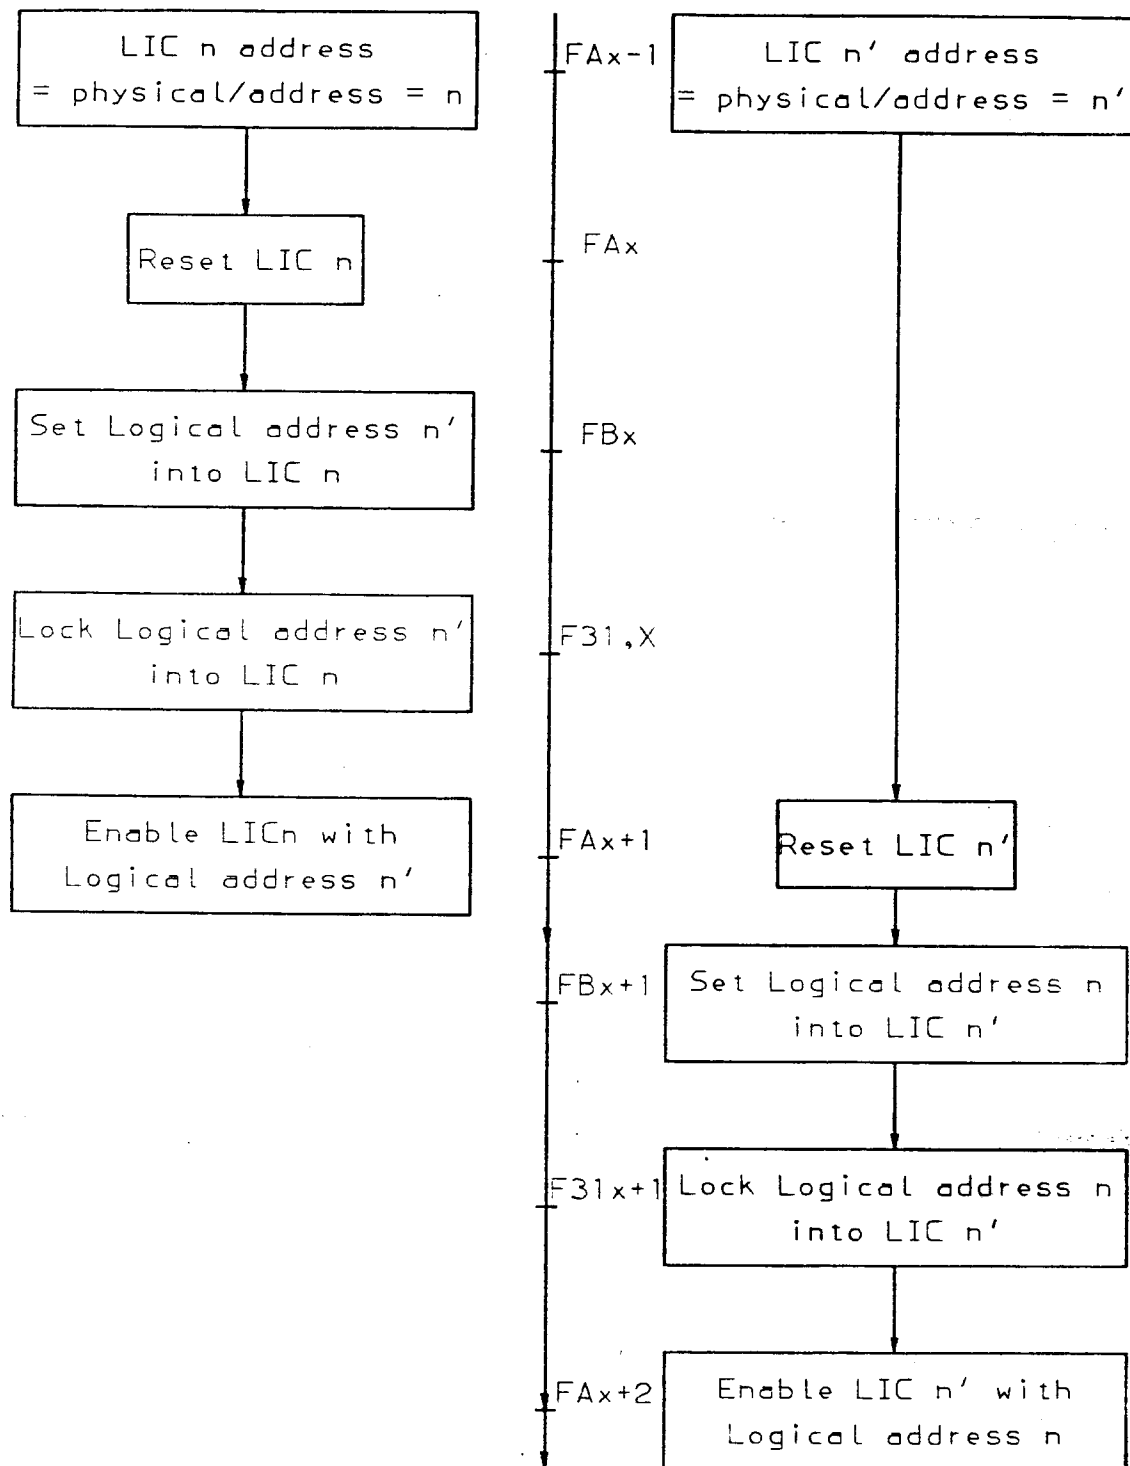 LIC n address
= physical/address = n
FAx-1
LIC n' address
= physical/address = n'
Reset LIC n
FAx
Set Logical address n'
into LIC n
FBx
Lock Logical address n'
into LIC n
F31,X
Enable LICn with
Logical address n'
FAx+1
Reset LIC n'
FBx+1
Set Logical address n
into LIC n'
F31x+1
Lock Logical address n
into LIC n'
FAx+2
Enable LIC n' with
Logical address n